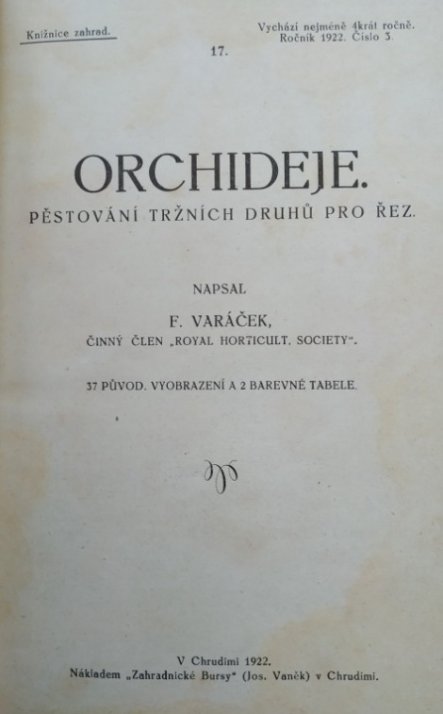 Knižnice zahrad.
Vychází nejméně 4krát ročně.
Ročník 1922. Číslo 3.
17.
ORCHIDEJE.
PĚSTOVÁNÍ TRŽNÍCH DRUHŮ PRO ŘEZ.
NAPSAL
F. VARÁČEK,
ČINNÝ ČLEN „ROYAL HORTICULT. SOCIETY“.
37 PŮVOD. VYOBRAZENÍ A 2 BAREVNÉ TABELE.
V Chrudimi 1922.
Nákladem „Zahradnické Bursy“ (Jos. Vaněk) v Chrudimi.